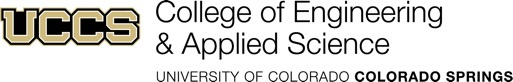 UCCS
College of Engineering
& Applied Science
UNIVERSITY OF COLORADO COLORADO SPRINGS